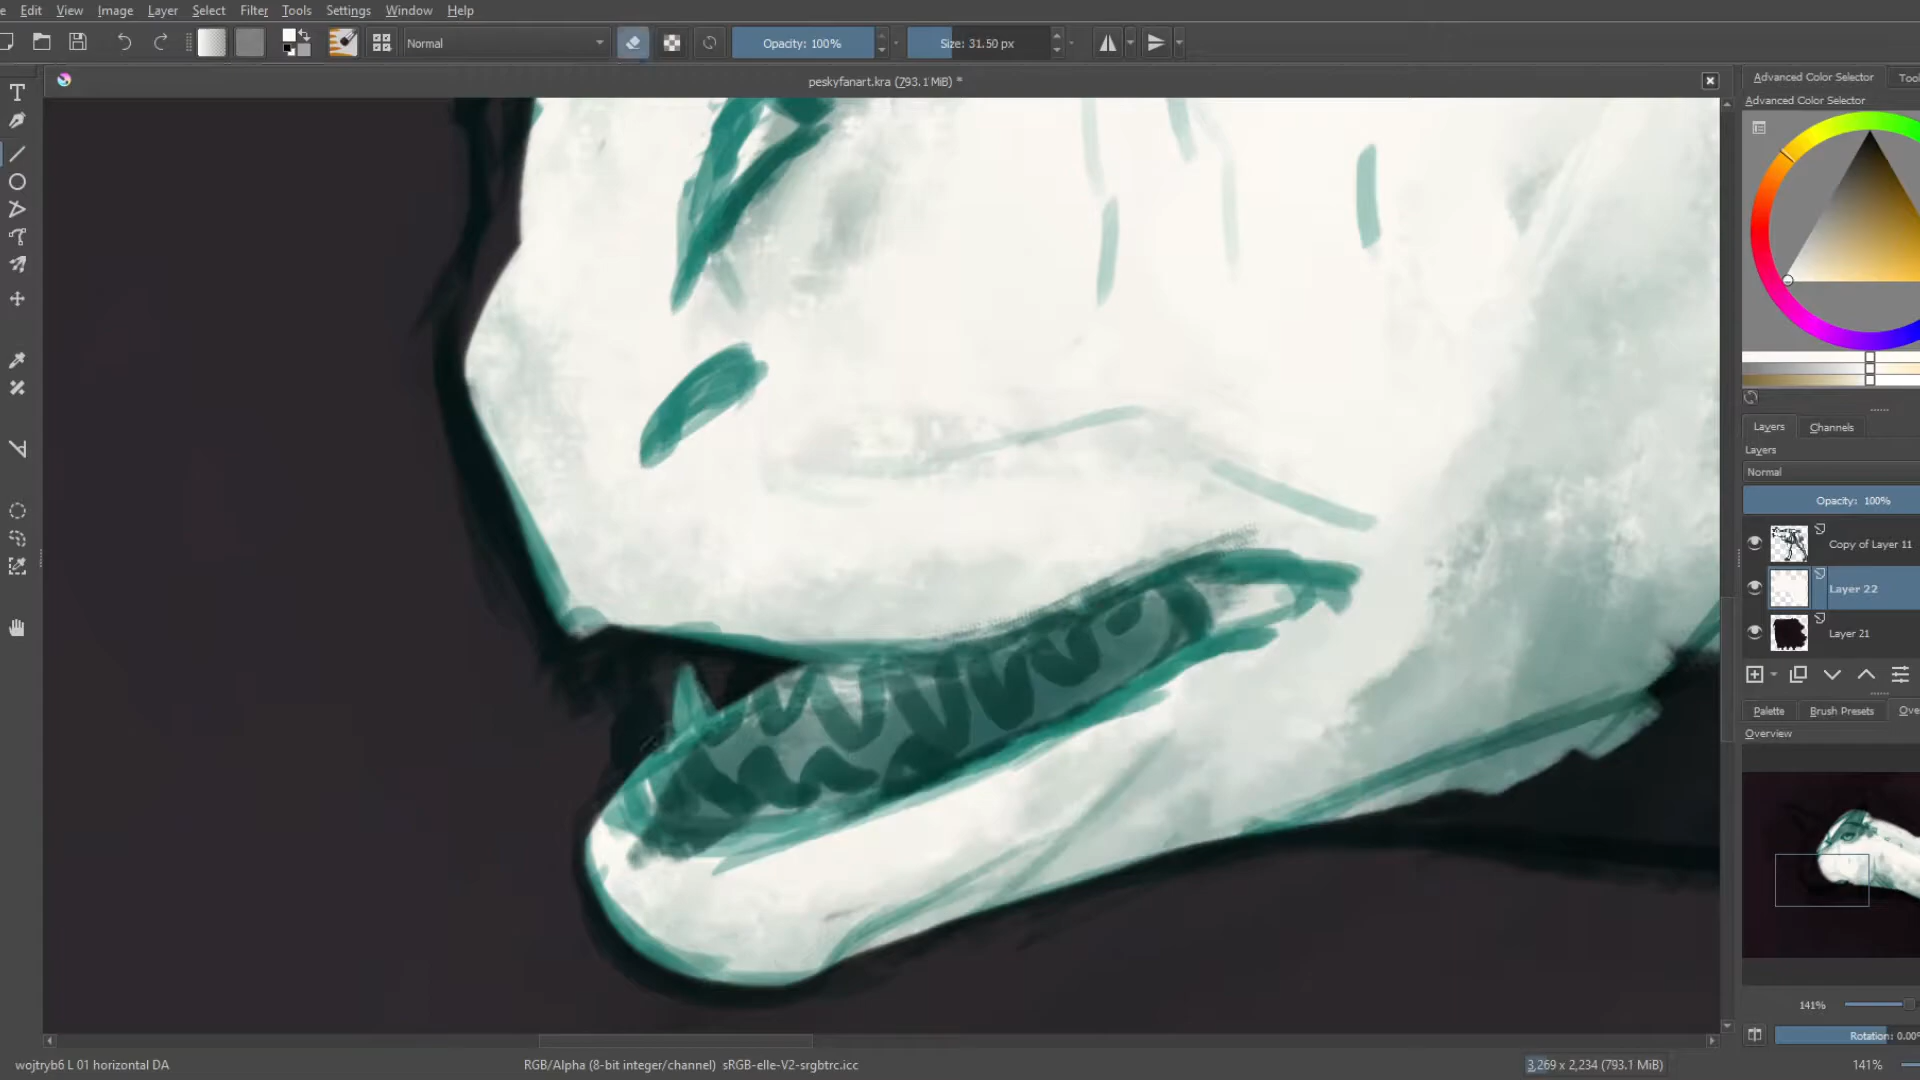 Edit View Image Layer Select Filter Tools Settings Window Help
Normal Opacity: 100% Size: 31.50 px
peskyfanart.kra (793.1 MiB) *
Advanced Color Selector
Advanced Color Selector
Layers Channels
Layers
Normal
Opacity: 100%
Copy of Layer 11
Layer 22
Layer 21
Palette Brush Presets
Overview
141%
Rotation: 0.00°
wojtryb6 L 01 horizontal DA RGB/Alpha (8-bit integer/channel) sRGB-elle-V2-srgbtrc.icc 3,269 x 2,234 (793.1 MiB) 141%